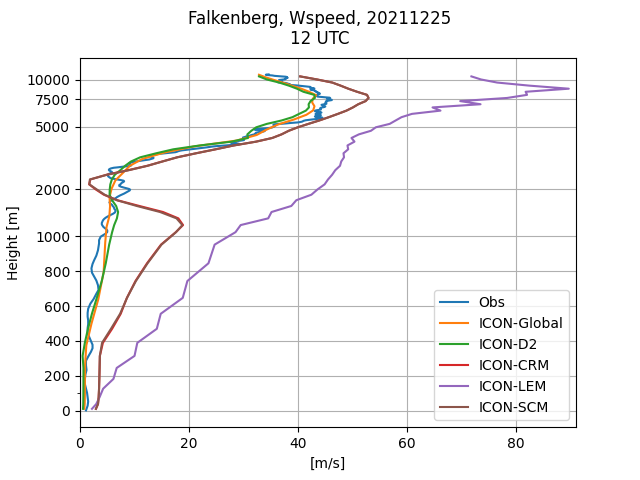 Falkenberg, Wspeed, 20211225
12 UTC
10000
7500
5000
2000
1000
800
600
400
200
0
Height [m]
Obs
ICON-Global
ICON-D2
ICON-CRM
ICON-LEM
ICON-SCM
0 20 40 60 80
[m/s]